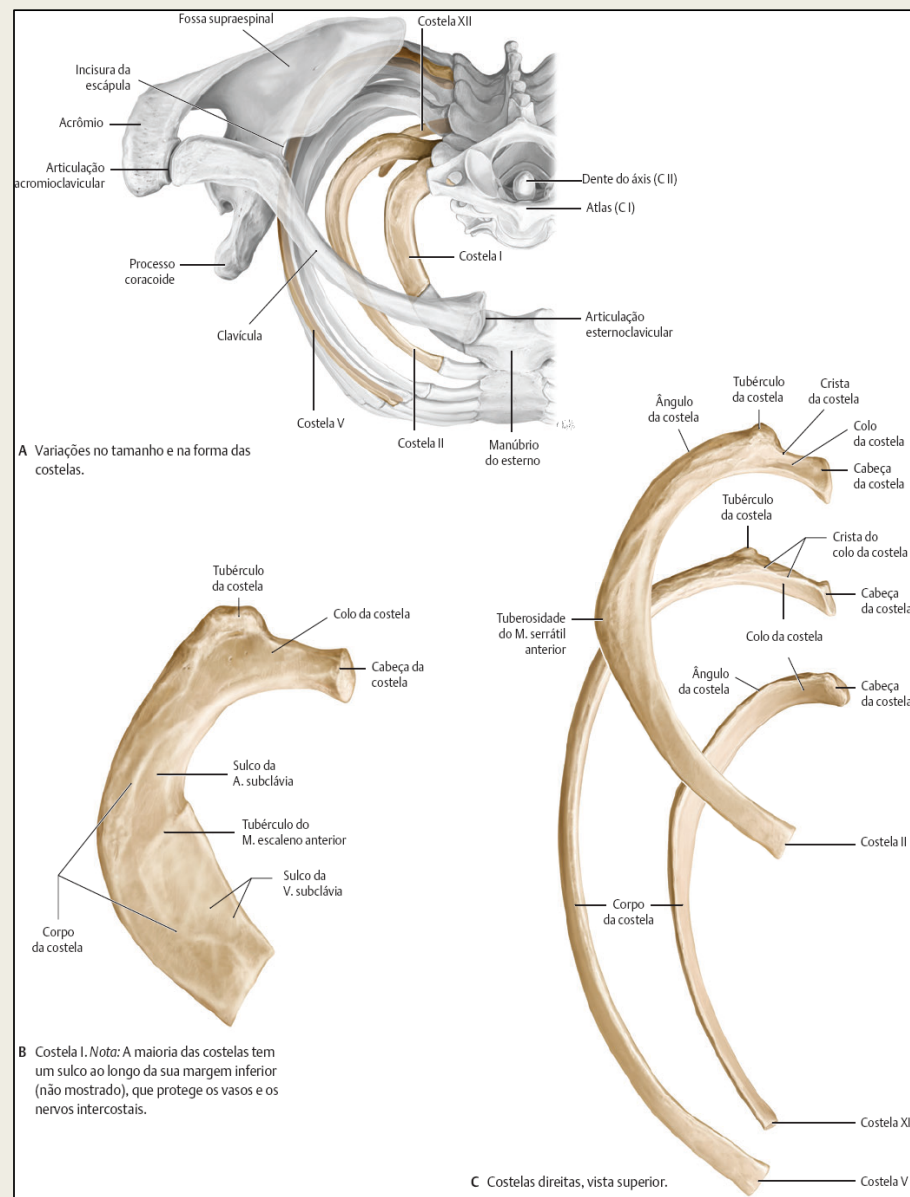 Fossa supraespinal
Costela XII
Incisura da
escápula
Acrômio
Articulação
acromioclavicular
Dente do áxis (C II)
Atlas (C I)
Costela I
Processo
coracoide
Clavícula
Articulação
esternoclavicular
Costela V
Costela II
Manúbrio
do esterno
A Variações no tamanho e na forma das
costelas.
Tubérculo
da costela
Colo da costela
Cabeça da
costela
Sulco da
A. subclávia
Tubérculo do
M. escaleno anterior
Sulco da
V. subclávia
Corpo
da costela
B Costela I. Nota: A maioria das costelas tem
um sulco ao longo da sua margem inferior
(não mostrado), que protege os vasos e os
nervos intercostais.
Ângulo
da costela
Tubérculo
da costela
Crista
da costela
Colo
da costela
Cabeça
da costela
Tubérculo
da costela
Crista do
colo da costela
Cabeça
da costela
Tuberosidade
do M. serrátil
anterior
Colo da costela
Ângulo
da costela
Cabeça
da costela
Costela II
Corpo
da costela
Costela XI
Costela V
C Costelas direitas, vista superior.